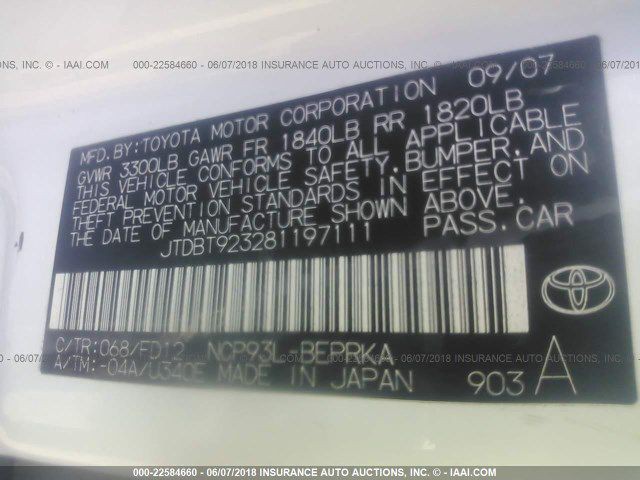 000-22584660 - 06/07/2018 INSURANCE AUTO AUCTIONS, INC. - IAAI.COM
MFD. BY: TOYOTA MOTOR CORPORATION 09/07
GVWR 3300LB GAWR FR 1840LB RR 1820LB
THIS VEHICLE CONFORMS TO ALL APPLICABLE
FEDERAL MOTOR VEHICLE SAFETY, BUMPER, AND
THEFT PREVENTION STANDARDS IN EFFECT ON
THE DATE OF MANUFACTURE SHOWN ABOVE.
JTDBT923281197111 PASS. CAR
C/TR: 068/FD12 NCP93L-BEPRKA
A/TM: -04A/U340E MADE IN JAPAN 903 A
000-22584660 - 06/07/2018 INSURANCE AUTO AUCTIONS, INC. - IAAI.COM